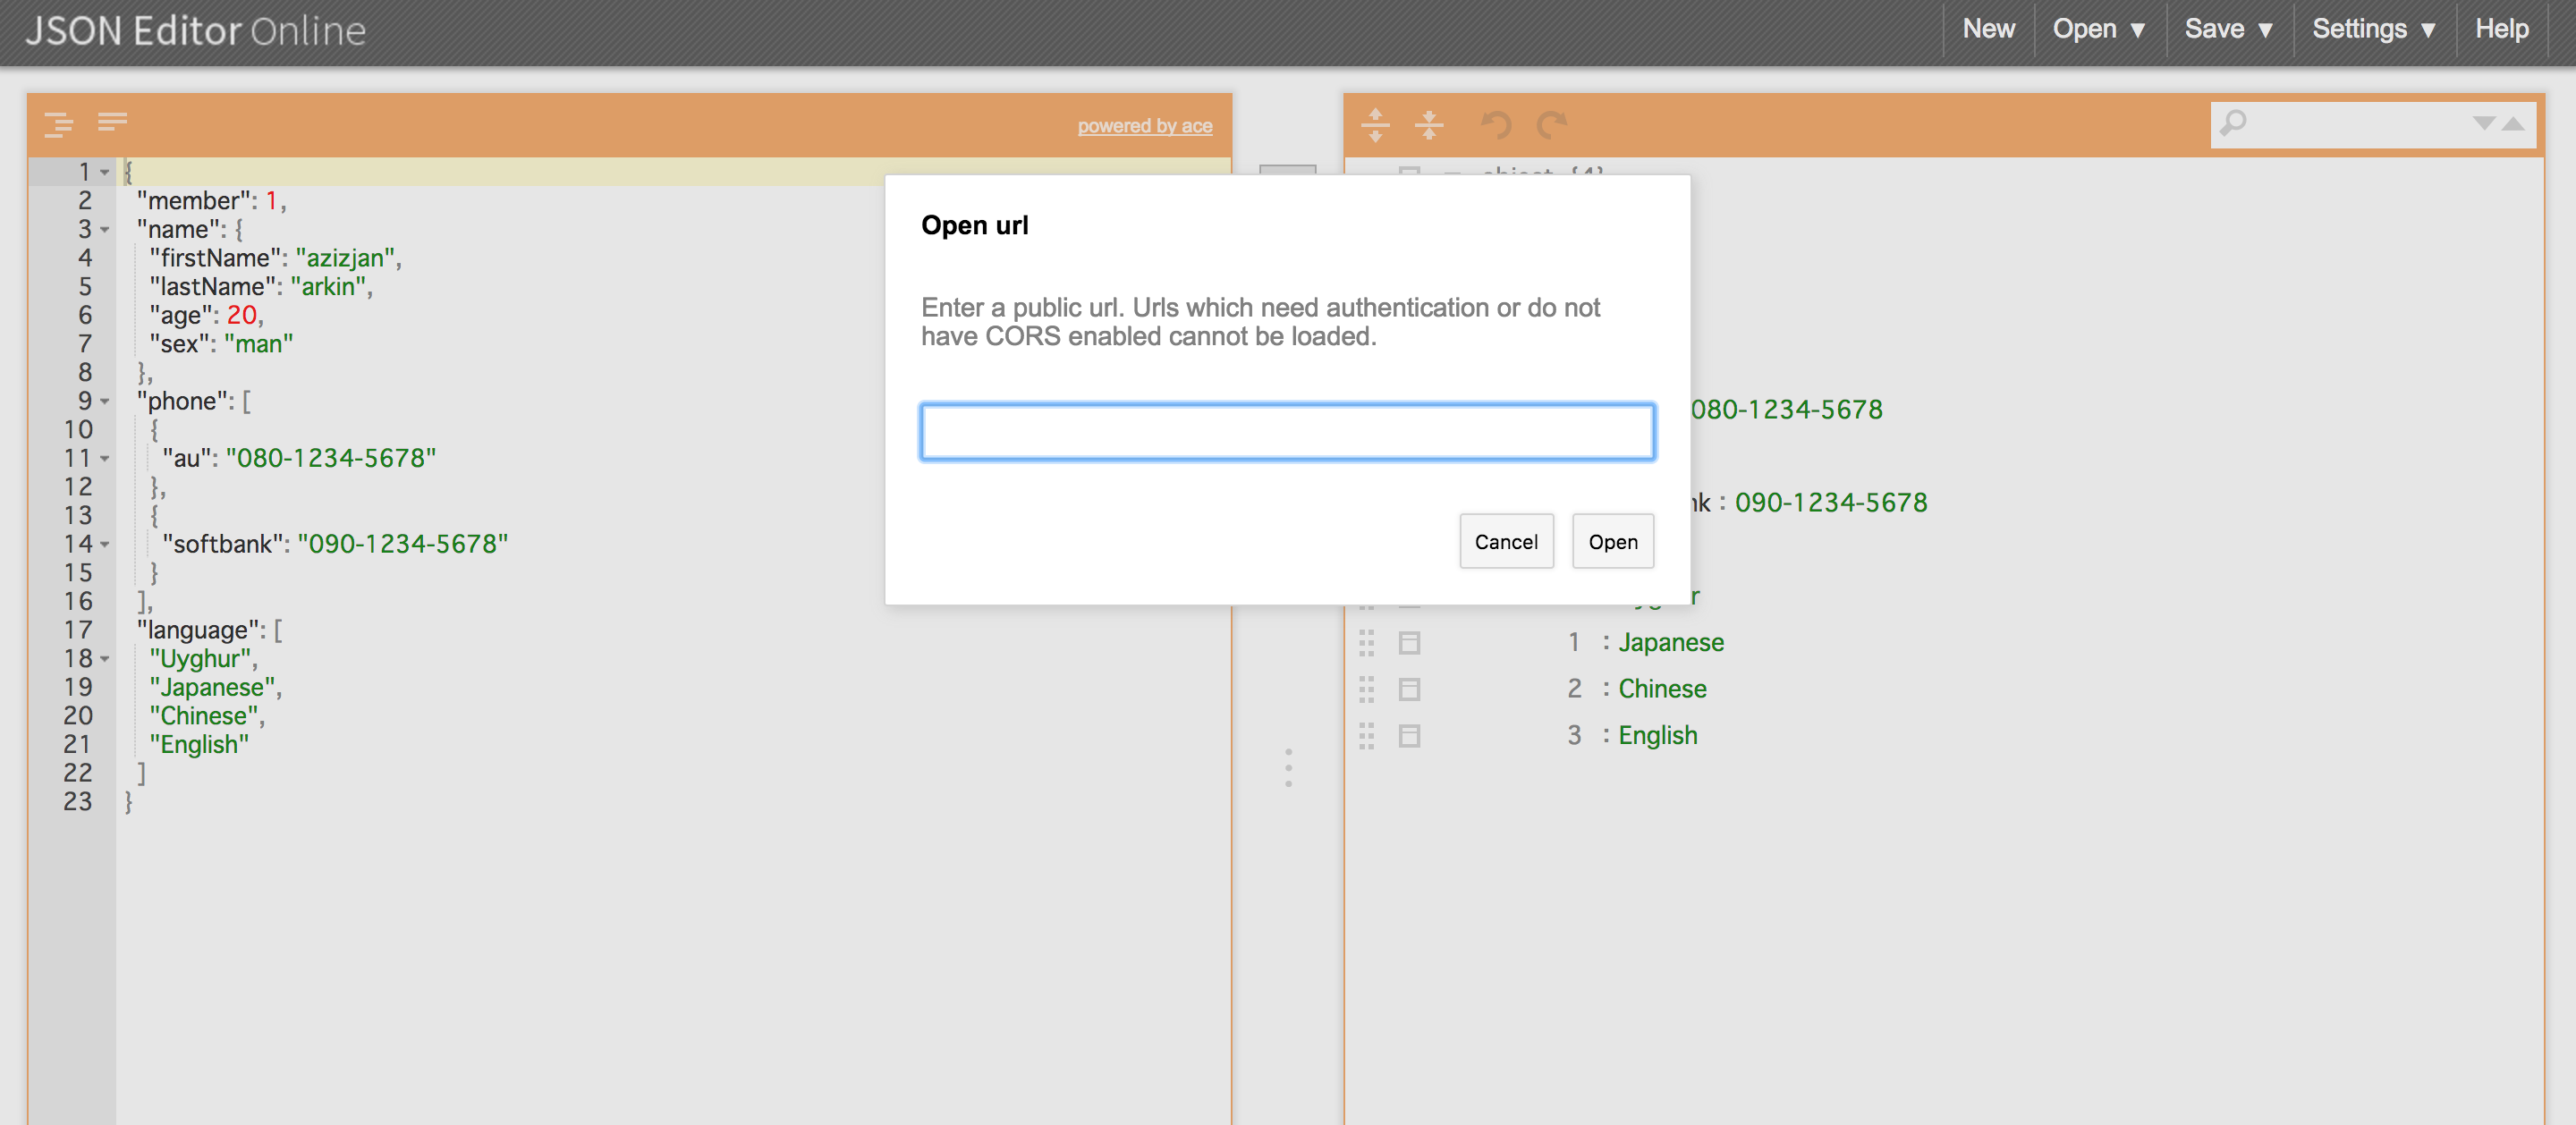 JSON Editor Online
New Open ▼ Save ▼ Settings ▼ Help
powered by ace
1 {
2 "member": 1,
3 "name": {
4 "firstName": "azizjan",
5 "lastName": "arkin",
6 "age": 20,
7 "sex": "man"
8 },
9 "phone": [
10 {
11 "au": "080-1234-5678"
12 },
13 {
14 "softbank": "090-1234-5678"
15 }
16 ],
17 "language": [
18 "Uyghur",
19 "Japanese",
20 "Chinese",
21 "English"
22 ]
23 }
Open url
Enter a public url. Urls which need authentication or do not
have CORS enabled cannot be loaded.
Cancel Open
080-1234-5678
nk : 090-1234-5678
1 : Japanese
2 : Chinese
3 : English